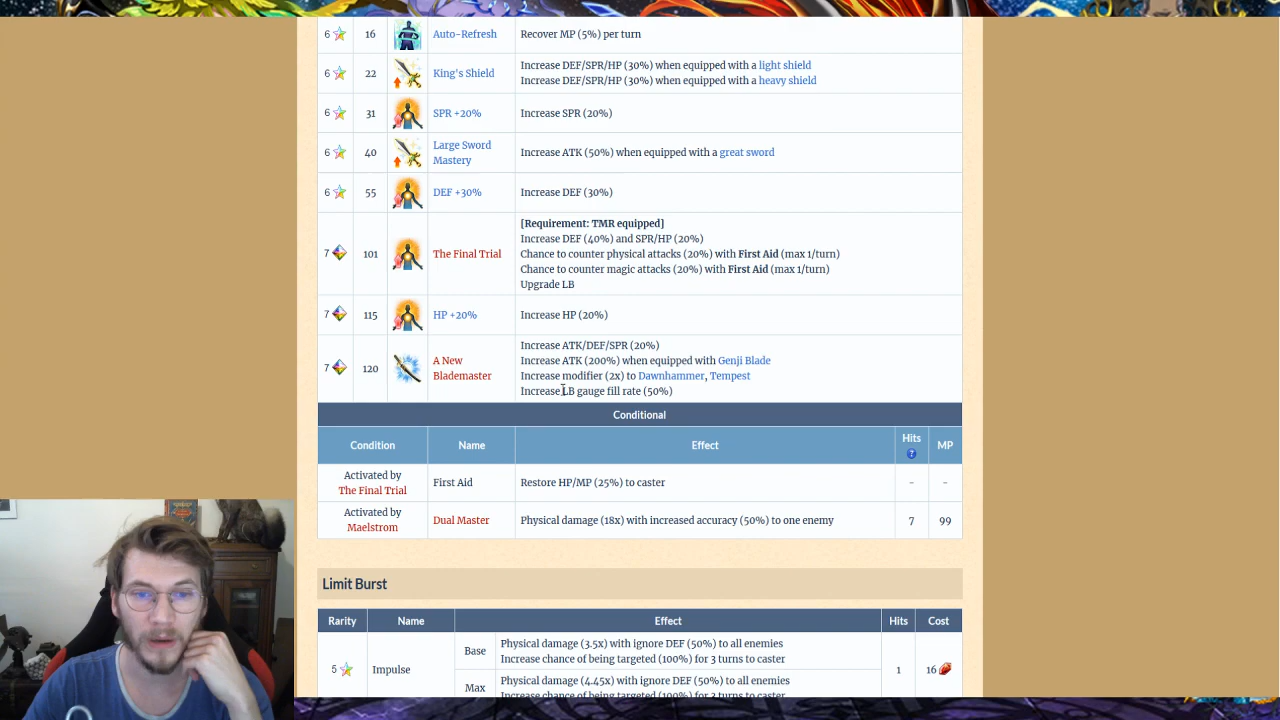 6 16 Auto-Refresh Recover MP (5%) per turn
6 22 King's Shield Increase DEF/SPR/HP (30%) when equipped with a light shield
Increase DEF/SPR/HP (30%) when equipped with a heavy shield
6 31 SPR +20% Increase SPR (20%)
6 40 Large Sword Mastery Increase ATK (50%) when equipped with a great sword
6 55 DEF +30% Increase DEF (30%)
[Requirement: TMR equipped]
Increase DEF (40%) and SPR/HP (20%)
7 101 The Final Trial Chance to counter physical attacks (20%) with First Aid (max 1/turn)
Chance to counter magic attacks (20%) with First Aid (max 1/turn)
Upgrade LB
7 115 HP +20% Increase HP (20%)
Increase ATK/DEF/SPR (20%)
7 120 A New Blademaster Increase ATK (200%) when equipped with Genji Blade
Increase modifier (2x) to Dawnhammer, Tempest
Increase LB gauge fill rate (50%)
Conditional
Condition Name Effect Hits ? MP
Activated by The Final Trial First Aid Restore HP/MP (25%) to caster - -
Activated by Maelstrom Dual Master Physical damage (18x) with increased accuracy (50%) to one enemy 7 99
Limit Burst
Rarity Name Effect Hits Cost
5 Impulse Base Physical damage (3.5x) with ignore DEF (50%) to all enemies
Increase chance of being targeted (100%) for 3 turns to caster 1 16
Max Physical damage (4.45x) with ignore DEF (50%) to all enemies
Increase chance of being targeted (100%) for 3 turns to caster